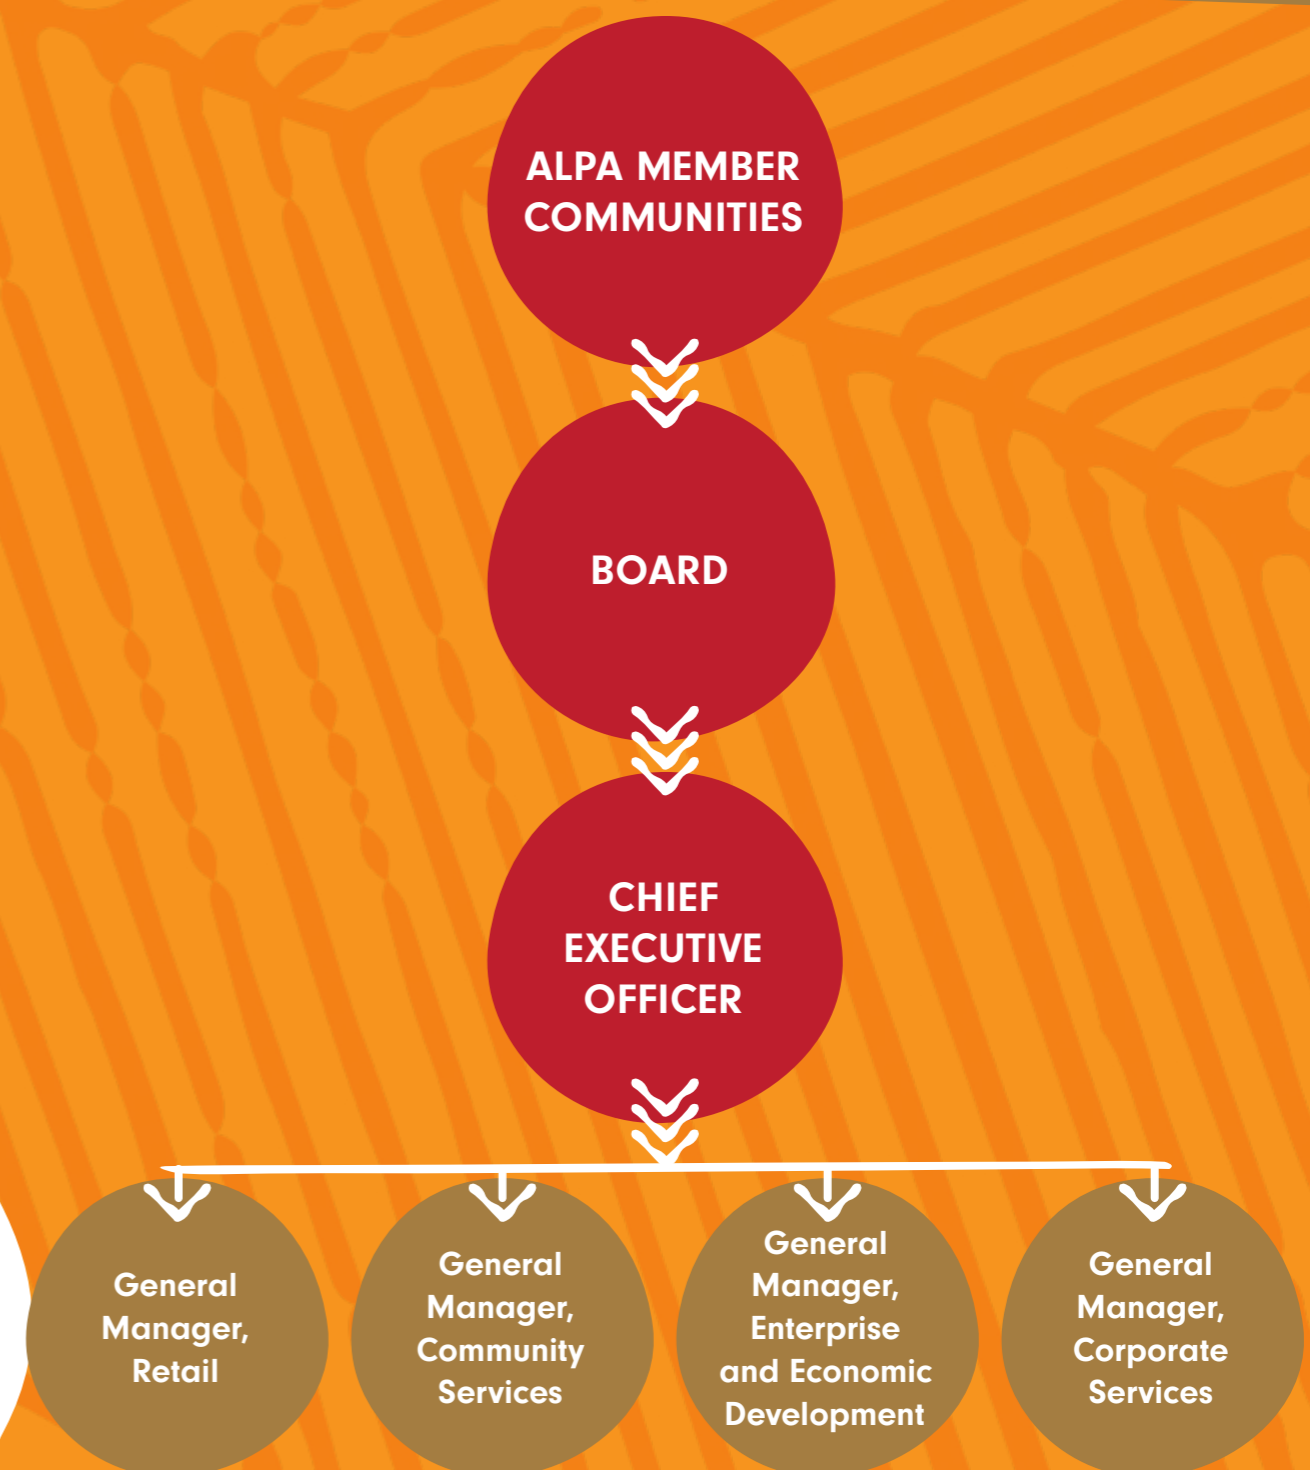 ALPA MEMBER
COMMUNITIES
BOARD
CHIEF
EXECUTIVE
OFFICER
General
Manager,
Retail
General
Manager,
Community
Services
General
Manager,
Enterprise
and Economic
Development
General
Manager,
Corporate
Services